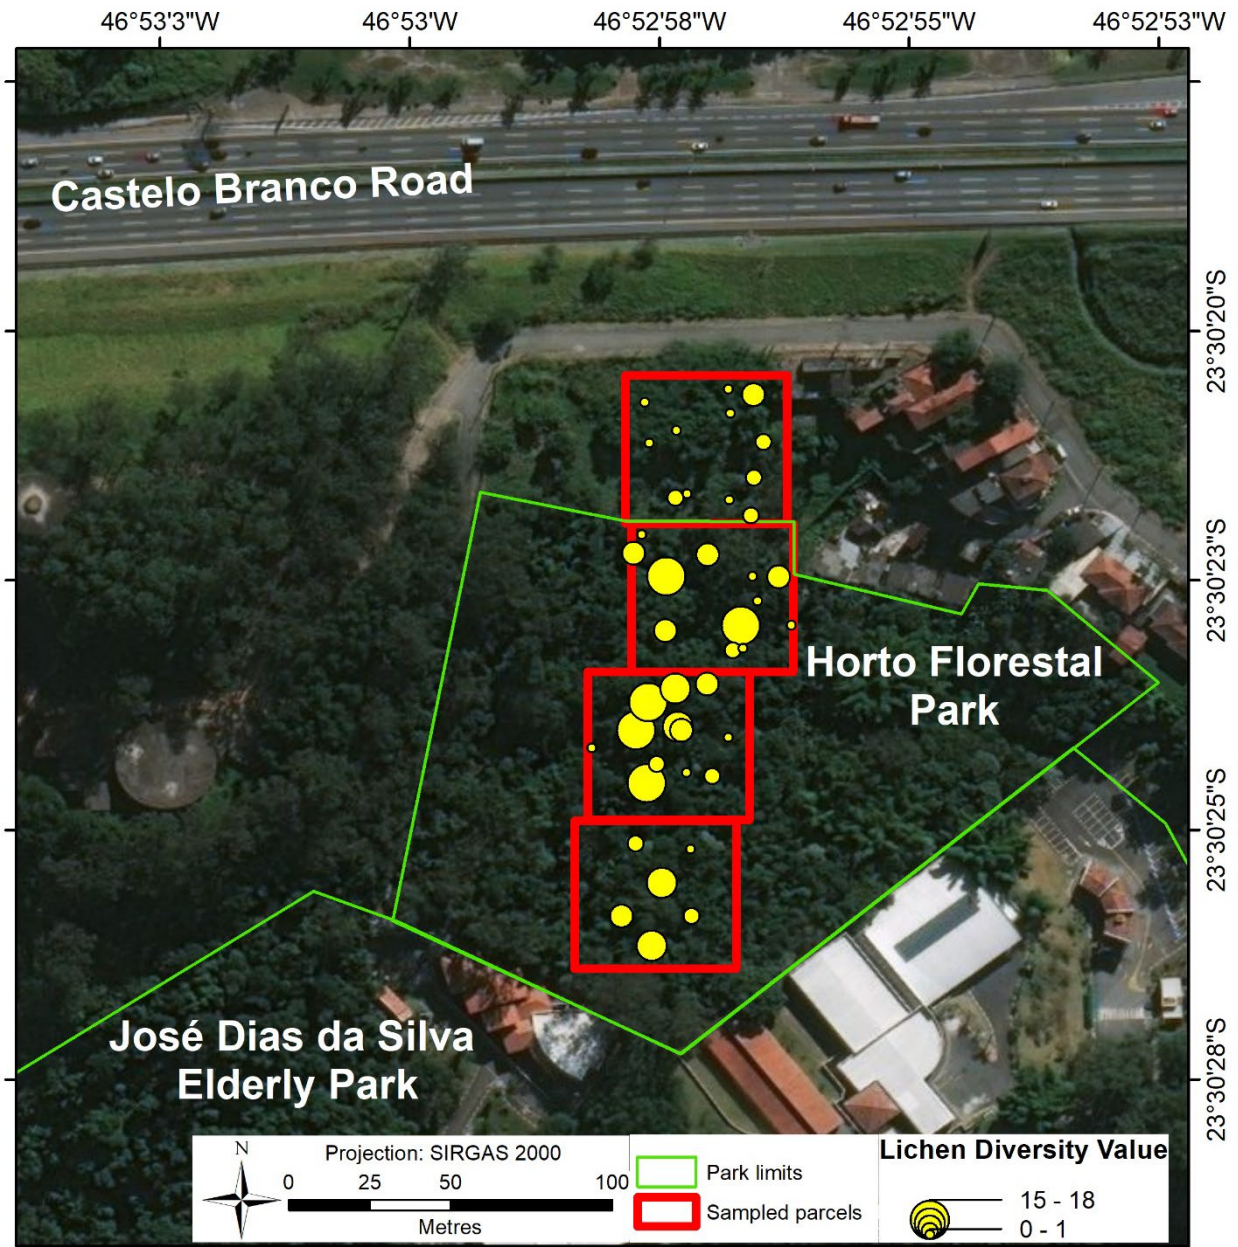 46°53'3"W 46°53'W 46°52'58"W 46°52'55"W 46°52'53"W
Castelo Branco Road
23°30'20"S
23°30'23"S
Horto Florestal
Park
23°30'25"S
José Dias da Silva
Elderly Park
23°30'28"S
N
Projection: SIRGAS 2000
0 25 50 100
Metres
Park limits
Sampled parcels
Lichen Diversity Value
15 - 18
0 - 1